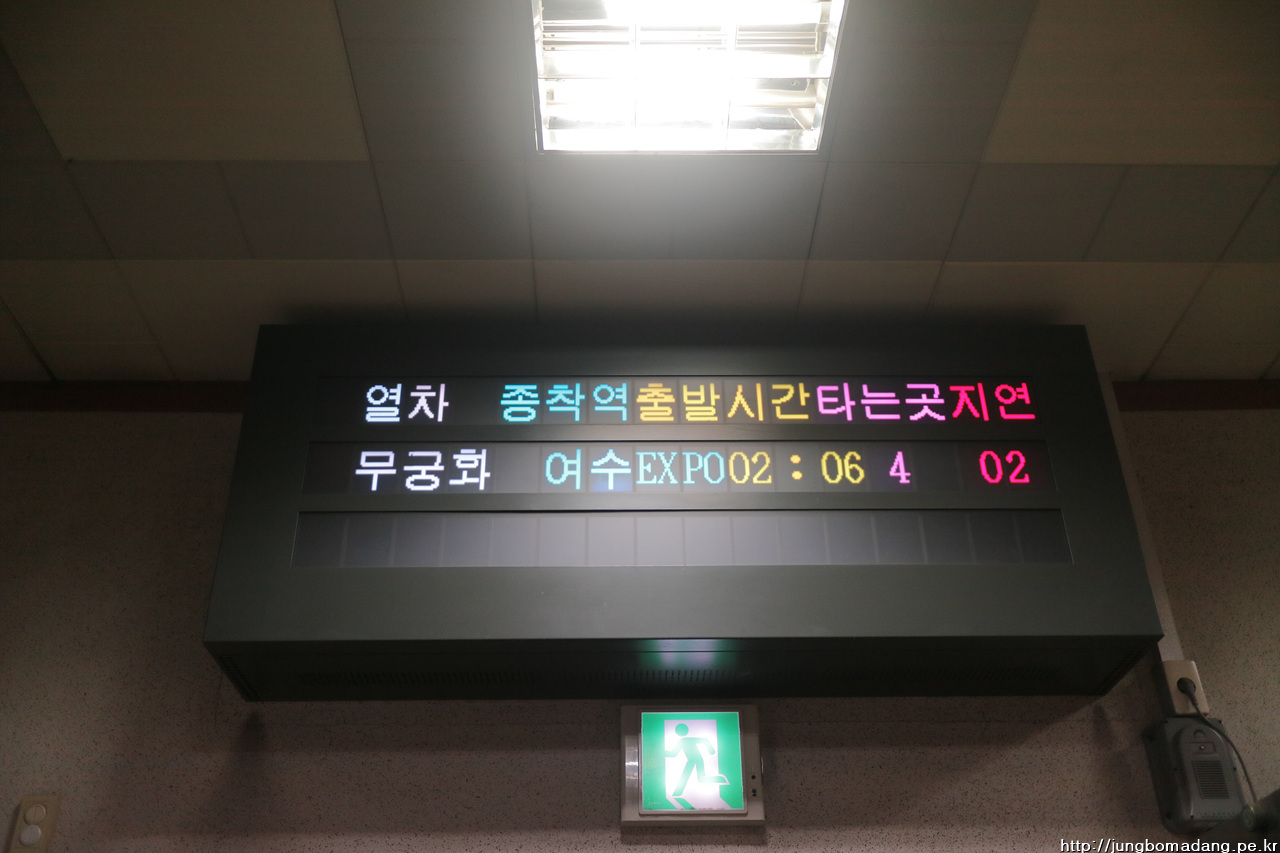 열차 종착역 출발시간 타는곳 지연
무궁화 여수EXPO 02:06 4 02
http://jungbomadang.pe.kr